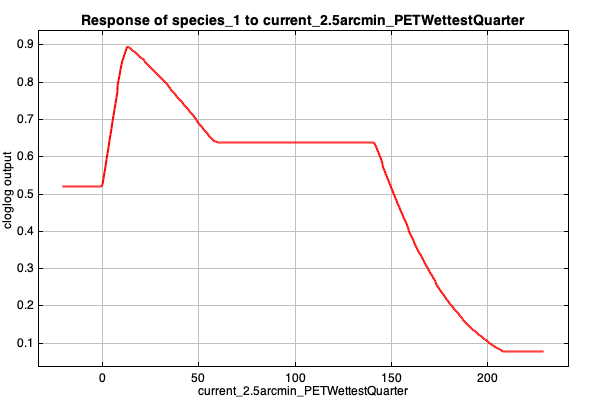 Response of species_1 to current_2.5arcmin_PETWettestQuarter
0.9
0.8
0.7
0.6
0.5
0.4
0.3
0.2
0.1
cloglog output
0 50 100 150 200
current_2.5arcmin_PETWettestQuarter